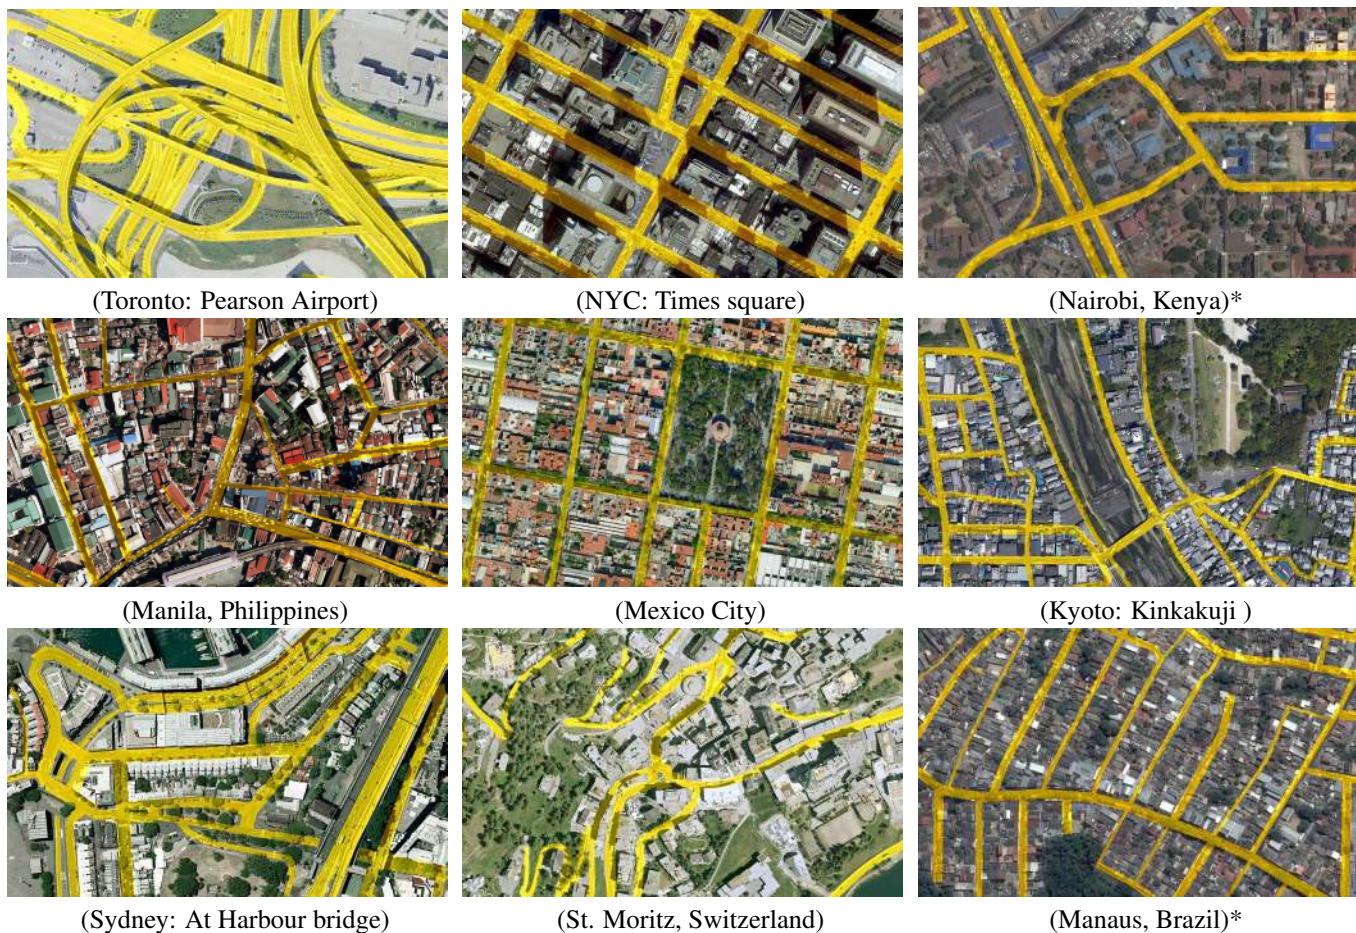 (Toronto: Pearson Airport)
(NYC: Times square)
(Nairobi, Kenya)*
(Manila, Philippines)
(Mexico City)
(Kyoto: Kinkakuji )
(Sydney: At Harbour bridge)
(St. Moritz, Switzerland)
(Manaus, Brazil)*